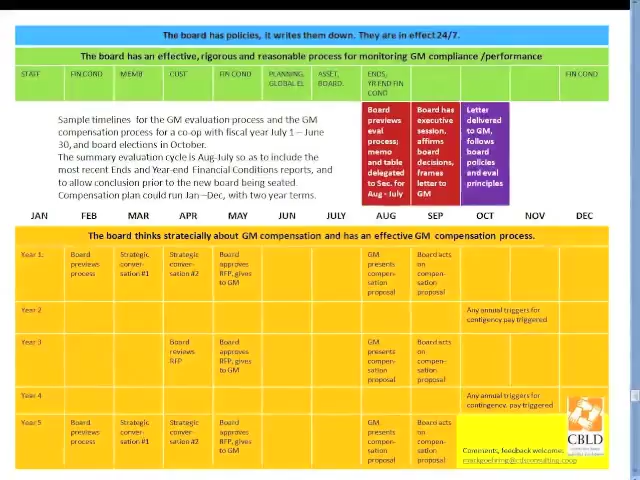 The board has policies, it writes them down. They are in effect 24/7.
The board has an effective, rigorous and reasonable process for monitoring GM compliance /performance
STAFF FIN COND MEMB CUST FIN COND PLANNING, ASSET, ENDS, FIN COND
GLOBAL EL BOARD. YR END FIN
COND
Sample timelines for the GM evaluation process and the GM
compensation process for a co-op with fiscal year July 1 – June
30, and board elections in October.
The summary evaluation cycle is Aug-July so as to include the
most recent Ends and Year-end Financial Conditions reports, and
to allow conclusion prior to the new board being seated.
Compensation plan could run Jan –Dec, with two year terms.
Board
previews
eval
process;
memo
and table
delegated
to Sec. for
Aug - July
Board has
executive
session,
affirms
board
decisions,
frames
letter to
GM
Letter
delivered
to GM,
follows
board
policies
and eval
principles
JAN FEB MAR APR MAY JUN JULY AUG SEP OCT NOV DEC
The board thinks stratecially about GM compensation and has an effective GM compensation process.
Year 1:
Board
previews
process
Strategic
conver-
sation #1
Strategic
conver-
sation #2
Board
approves
RFP, gives
to GM
GM
presents
compen-
sation
proposal
Board acts
on
compen-
sation
proposal
Year 2
Any annual triggers for
contigency pay triggered
Year 3
Board
reviews
RFP
Board
approves
RFP, gives
to GM
GM
presents
compen-
sation
proposal
Board acts
on
compen-
sation
proposal
Year 4
Any annual triggers for
contingency pay triggered
Year 5
Board
previews
process
Strategic
conver-
sation #1
Strategic
conver-
sation #2
Board
approves
RFP, gives
to GM
GM
presents
compen-
sation
proposal
Board acts
on
compen-
sation
proposal
Comments, feedback welcome:
CBLD